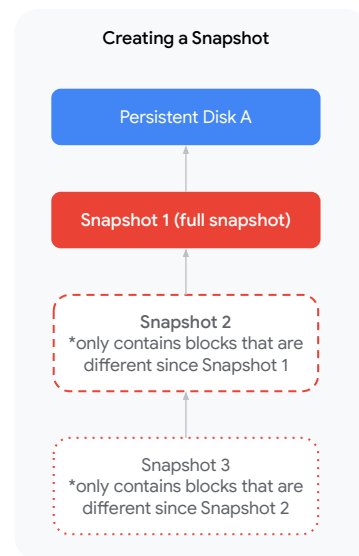 Creating a Snapshot
Persistent Disk A
Snapshot 1 (full snapshot)
Snapshot 2
*only contains blocks that are
different since Snapshot 1
Snapshot 3
*only contains blocks that are
different since Snapshot 2